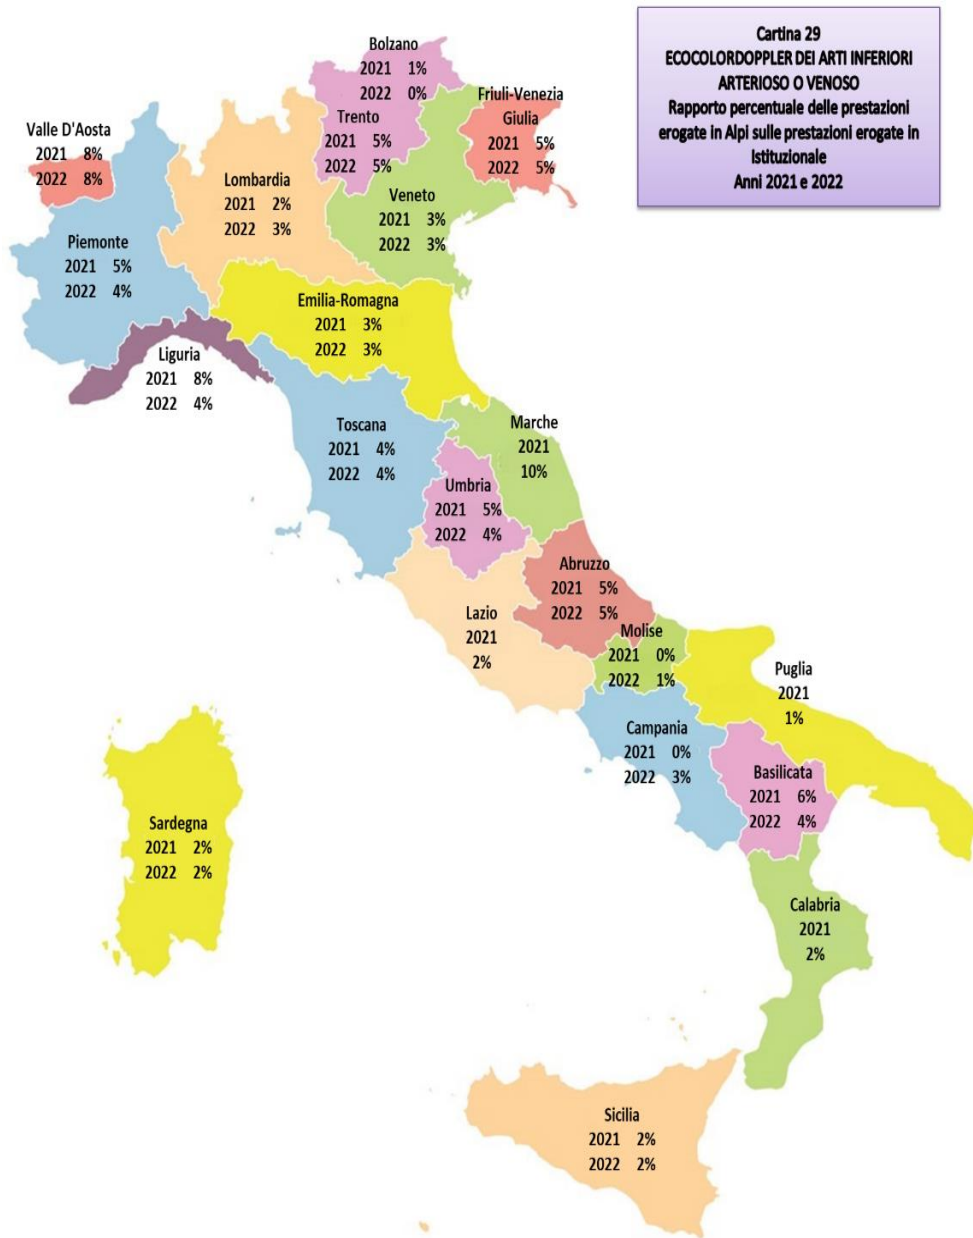 Cartina 29
ECOCOLORDOPPLER DEI ARTI INFERIORI
ARTERIOSO O VENOSO
Rapporto percentuale delle prestazioni
erogate in Alpi sulle prestazioni erogate in
Istituzionale
Anni 2021 e 2022
Bolzano
2021 1%
2022 0%
Trento
2021 5%
2022 5%
Friuli-Venezia
Giulia
2021 5%
2022 5%
Valle D'Aosta
2021 8%
2022 8%
Lombardia
2021 2%
2022 3%
Veneto
2021 3%
2022 3%
Piemonte
2021 5%
2022 4%
Emilia-Romagna
2021 3%
2022 3%
Liguria
2021 8%
2022 4%
Toscana
2021 4%
2022 4%
Marche
2021
10%
Umbria
2021 5%
2022 4%
Abruzzo
2021 5%
2022 5%
Lazio
2021
2%
Molise
2021 0%
2022 1%
Puglia
2021
1%
Campania
2021 0%
2022 3%
Basilicata
2021 6%
2022 4%
Sardegna
2021 2%
2022 2%
Calabria
2021
2%
Sicilia
2021 2%
2022 2%